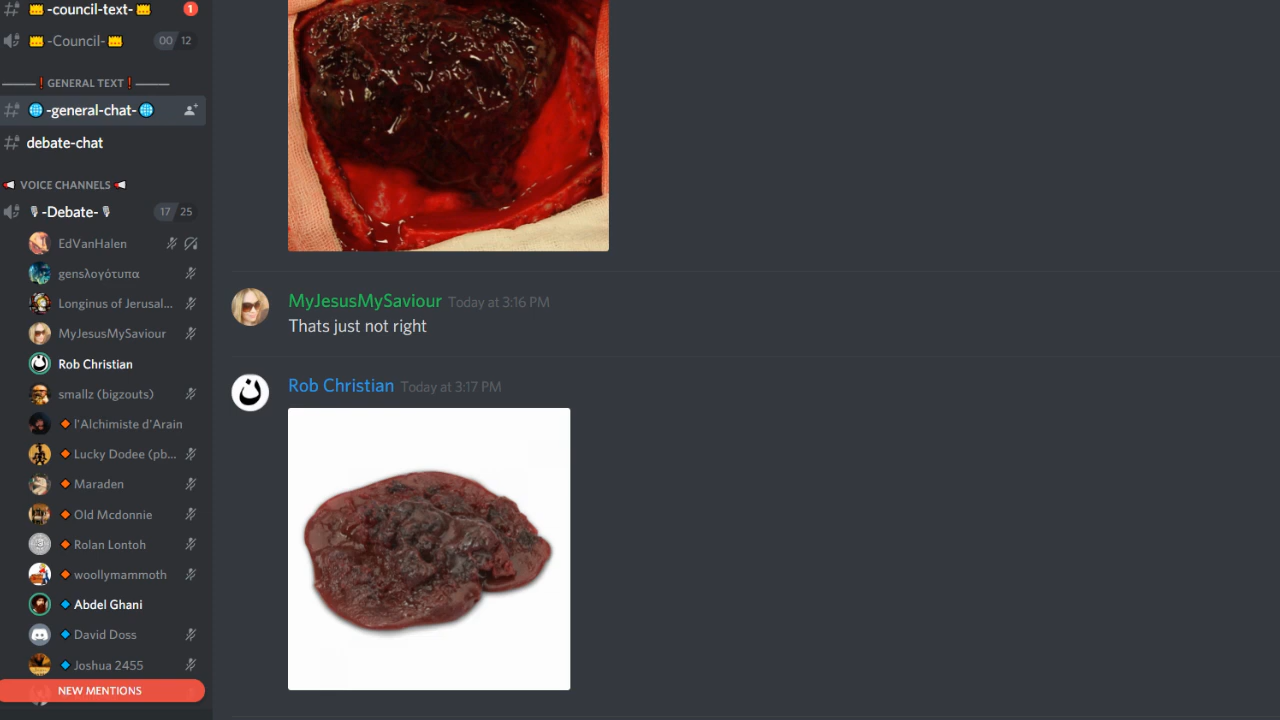 -council-text-
1
-Council-
00 12
GENERAL TEXT
-general-chat-
debate-chat
VOICE CHANNELS
-Debate-
17 25
EdVanHalen
gensλογότυπα
Longinus of Jerusal...
MyJesusMySaviour
Rob Christian
smallz (bigzouts)
l'Alchimiste d'Arain
Lucky Dodee (pb...
Maraden
Old Mcdonnie
Rolan Lontoh
woollymammoth
Abdel Ghani
David Doss
Joshua 2455
NEW MENTIONS
MyJesusMySaviour Today at 3:16 PM
Thats just not right
Rob Christian Today at 3:17 PM